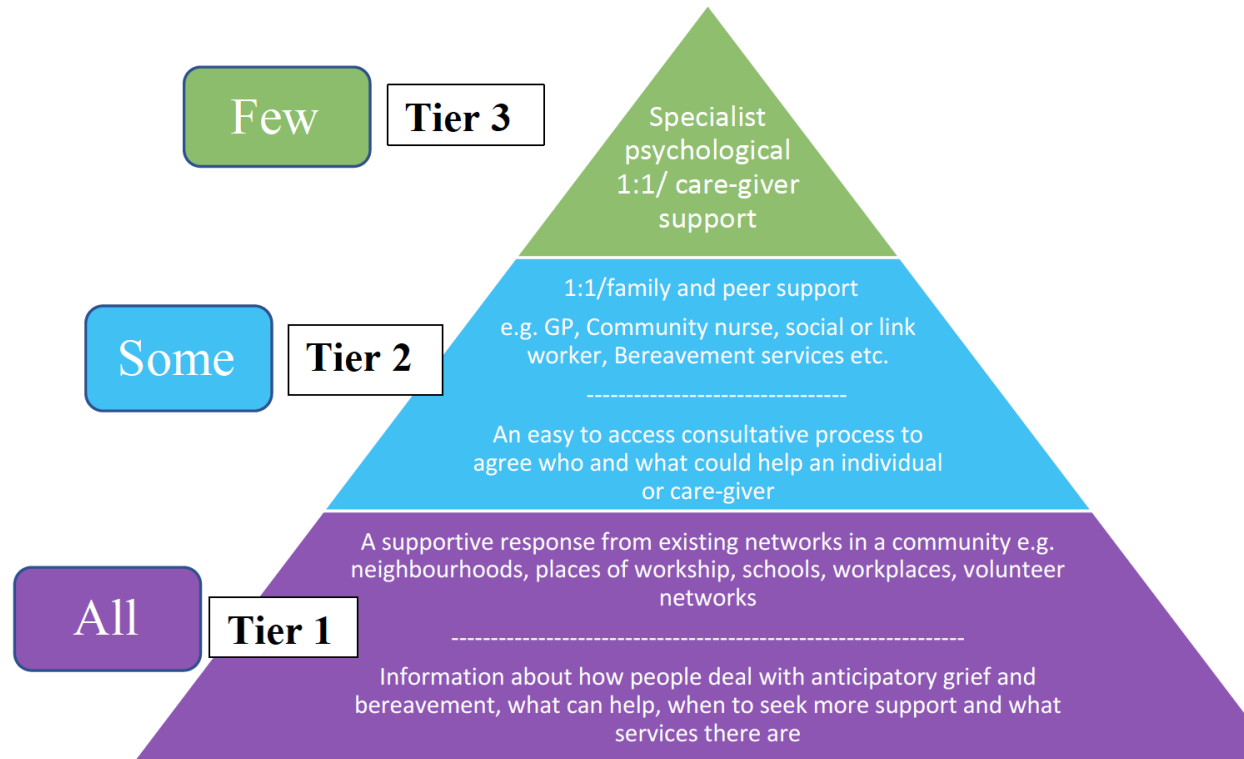 Few
Tier 3
Specialist
psychological
1:1/ care-giver
support
Some
Tier 2
1:1/family and peer support
e.g. GP, Community nurse, social or link
worker, Bereavement services etc.
---------------------------------
An easy to access consultative process to
agree who and what could help an individual
or care-giver
All
Tier 1
A supportive response from existing networks in a community e.g.
neighbourhoods, places of workship, schools, workplaces, volunteer
networks
-----------------------------------------------------------------
Information about how people deal with anticipatory grief and
bereavement, what can help, when to seek more support and what
services there are